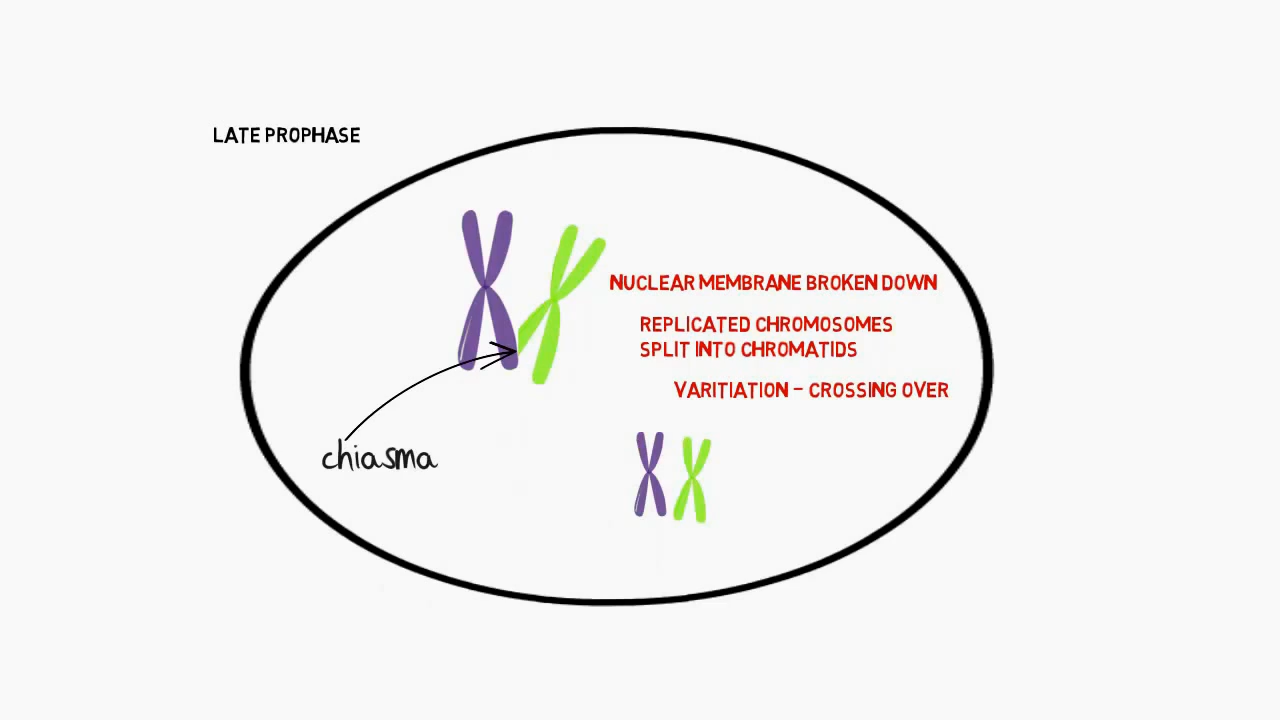 LATE PROPHASE
NUCLEAR MEMBRANE BROKEN DOWN
REPLICATED CHROMOSOMES
SPLIT INTO CHROMATIDS
VARITIATION - CROSSING OVER
chiasma